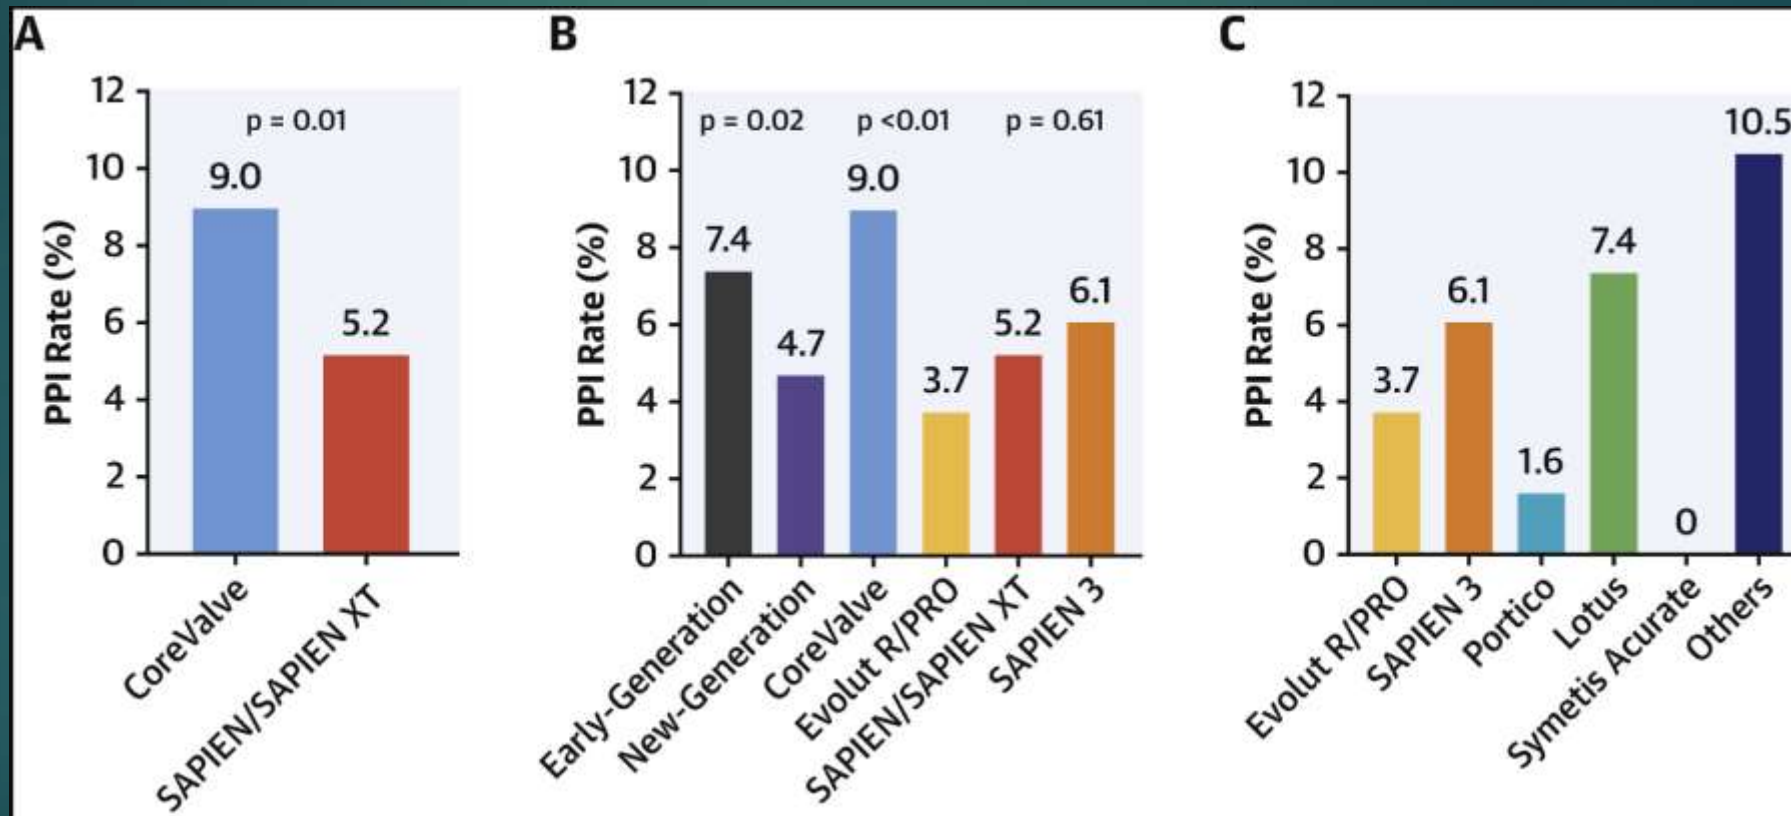 A
PPI Rate (%)
12
10
8
6
4
2
0
p = 0.01
9.0
5.2
CoreValve
SAPIEN/SAPIEN XT
B
PPI Rate (%)
12
10
8
6
4
2
0
p = 0.02
p <0.01
p = 0.61
7.4
4.7
9.0
3.7
5.2
6.1
Early-Generation
New-Generation
CoreValve
Evolut R/PRO
SAPIEN/SAPIEN XT
SAPIEN 3
C
PPI Rate (%)
12
10
8
6
4
2
0
3.7
6.1
1.6
7.4
0
10.5
Evolut R/PRO
SAPIEN 3
Portico
Lotus
Symetis Acurate
Others